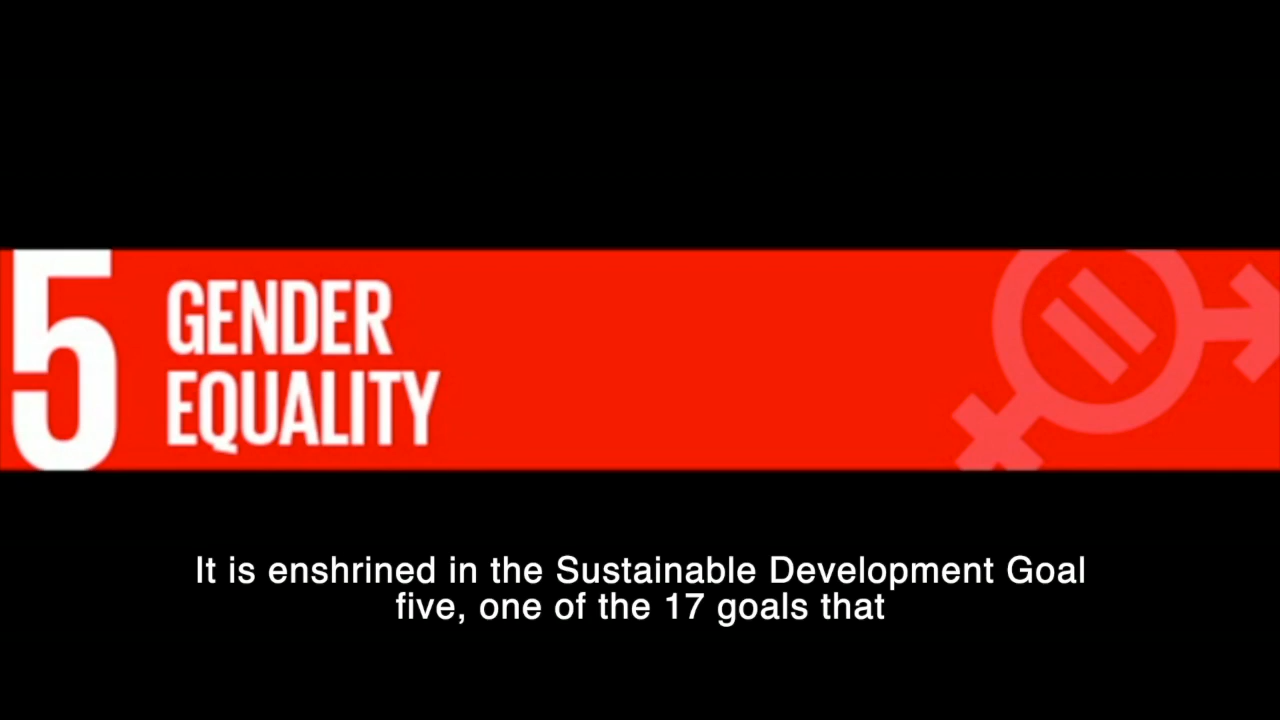 5
GENDER
EQUALITY
It is enshrined in the Sustainable Development Goal
five, one of the 17 goals that